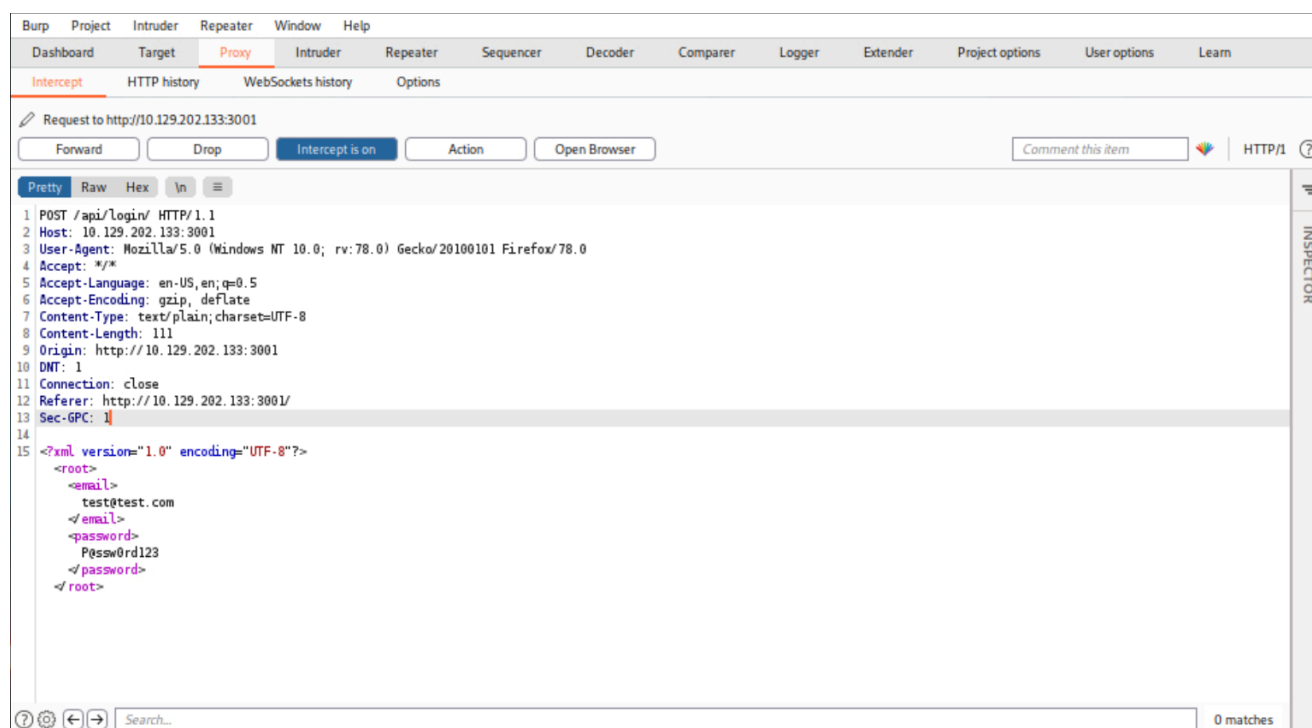 Burp Project Intruder Repeater Window Help
Dashboard Target Proxy Intruder Repeater Sequencer Decoder Comparer Logger Extender Project options User options Learn
Intercept HTTP history WebSockets history Options
Request to http://10.129.202.133:3001
Forward Drop Intercept is on Action Open Browser Comment this item HTTP/1 ?
Pretty Raw Hex \n ≡
INSPECTOR
1 POST /api/login/ HTTP/1.1
2 Host: 10.129.202.133:3001
3 User-Agent: Mozilla/5.0 (Windows NT 10.0; rv:78.0) Gecko/20100101 Firefox/78.0
4 Accept: */*
5 Accept-Language: en-US,en;q=0.5
6 Accept-Encoding: gzip, deflate
7 Content-Type: text/plain;charset=UTF-8
8 Content-Length: 111
9 Origin: http://10.129.202.133:3001
10 DNT: 1
11 Connection: close
12 Referer: http://10.129.202.133:3001/
13 Sec-GPC: 1
14
15 <?xml version="1.0" encoding="UTF-8"?>
<root>
<email>
test@test.com
</email>
<password>
P@ssw0rd123
</password>
</root>
? Search... 0 matches